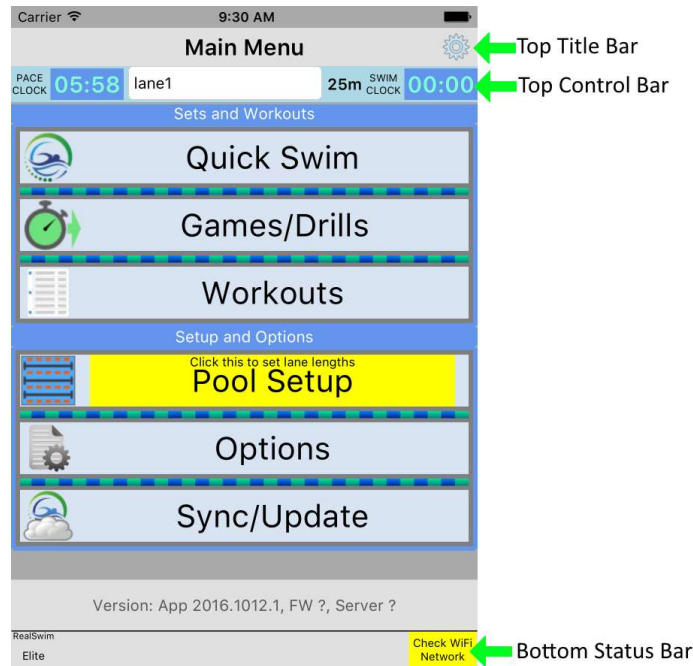 Carrier 9:30 AM
Main Menu
Top Title Bar
PACE CLOCK 05:58 lane1 25m SWIM CLOCK 00:00
Top Control Bar
Sets and Workouts
Quick Swim
Games/Drills
Workouts
Setup and Options
Click this to set lane lengths
Pool Setup
Options
Sync/Update
Version: App 2016.1012.1, FW ?, Server ?
RealSwim
Elite
Check WiFi
Network
Bottom Status Bar